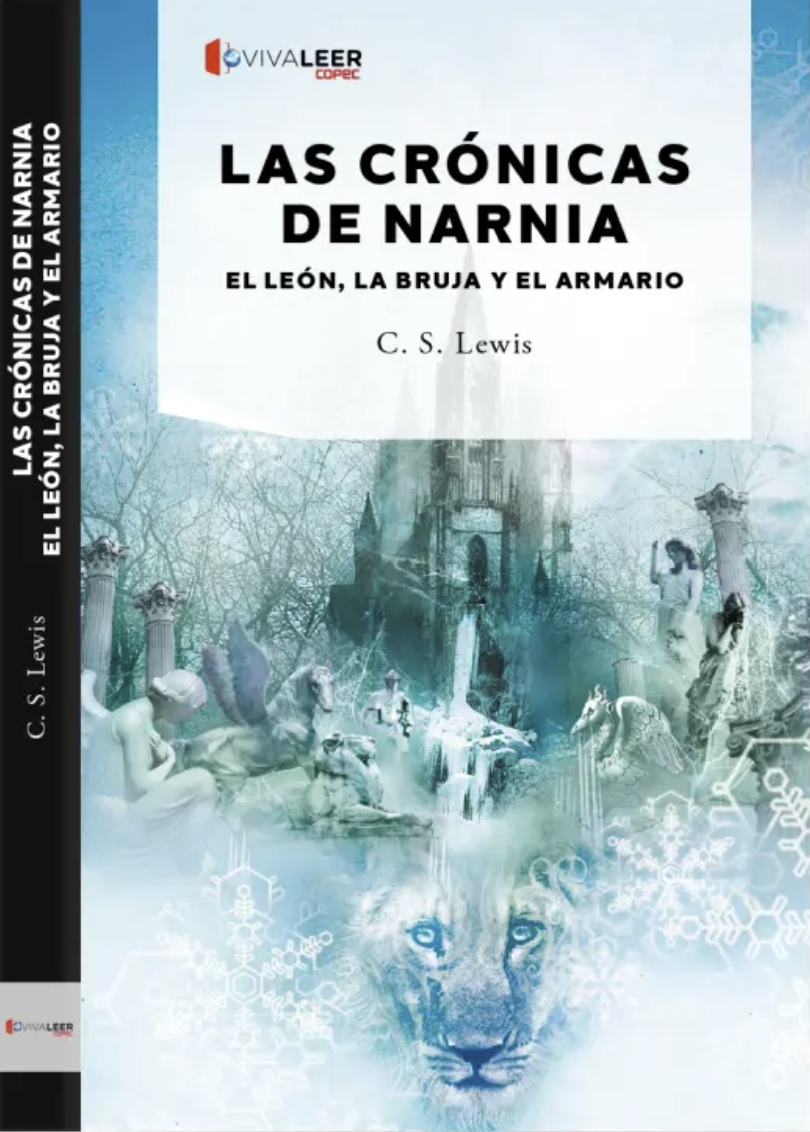 VIVALEER
COPEC
LAS CRÓNICAS
DE NARNIA
EL LEÓN, LA BRUJA Y EL ARMARIO
C. S. Lewis
LAS CRÓNICAS DE NARNIA
EL LEÓN, LA BRUJA Y EL ARMARIO
C. S. Lewis
VIVALEER
COPEC